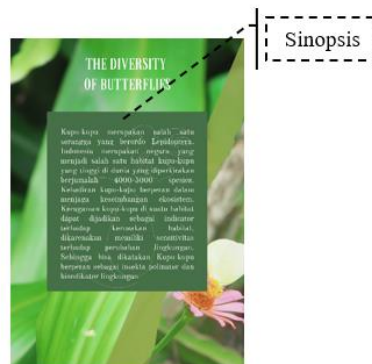 Sinopsis
THE DIVERSITY
OF BUTTERFLIES
Kupu-kupu merupakan salah satu
serangga yang berordo Lepidoptera.
Indonesia merupakan negara yang
menjadi salah satu habitat kupu-kupu
yang tinggi di dunia yang diperkirakan
berjumlah 4000-5000 spesies.
Kehadiran kupu-kupu berperan dalam
menjaga keseimbangan ekosistem.
Keragaman kupu-kupu di suatu habitat
dapat dijadikan sebagai indikator
terhadap kerusakan habitat,
dikarenakan memiliki sensitivitas
terhadap perubahan lingkungan.
Sehingga bisa dikatakan Kupu-kupu
berperan sebagai insekta polinator dan
bioindikator lingkungan